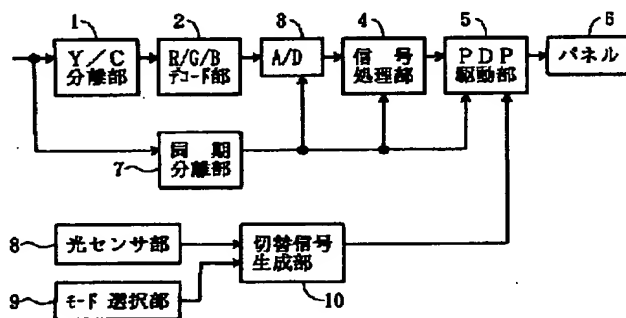 1
2
3
4
5
6
Y/C
分離部
R/G/B
デコード部
A/D
信号
処理部
PDP
駆動部
パネル
同期
分離部
7
8
光センサ部
切替信号
生成部
9
モード 選択部
10